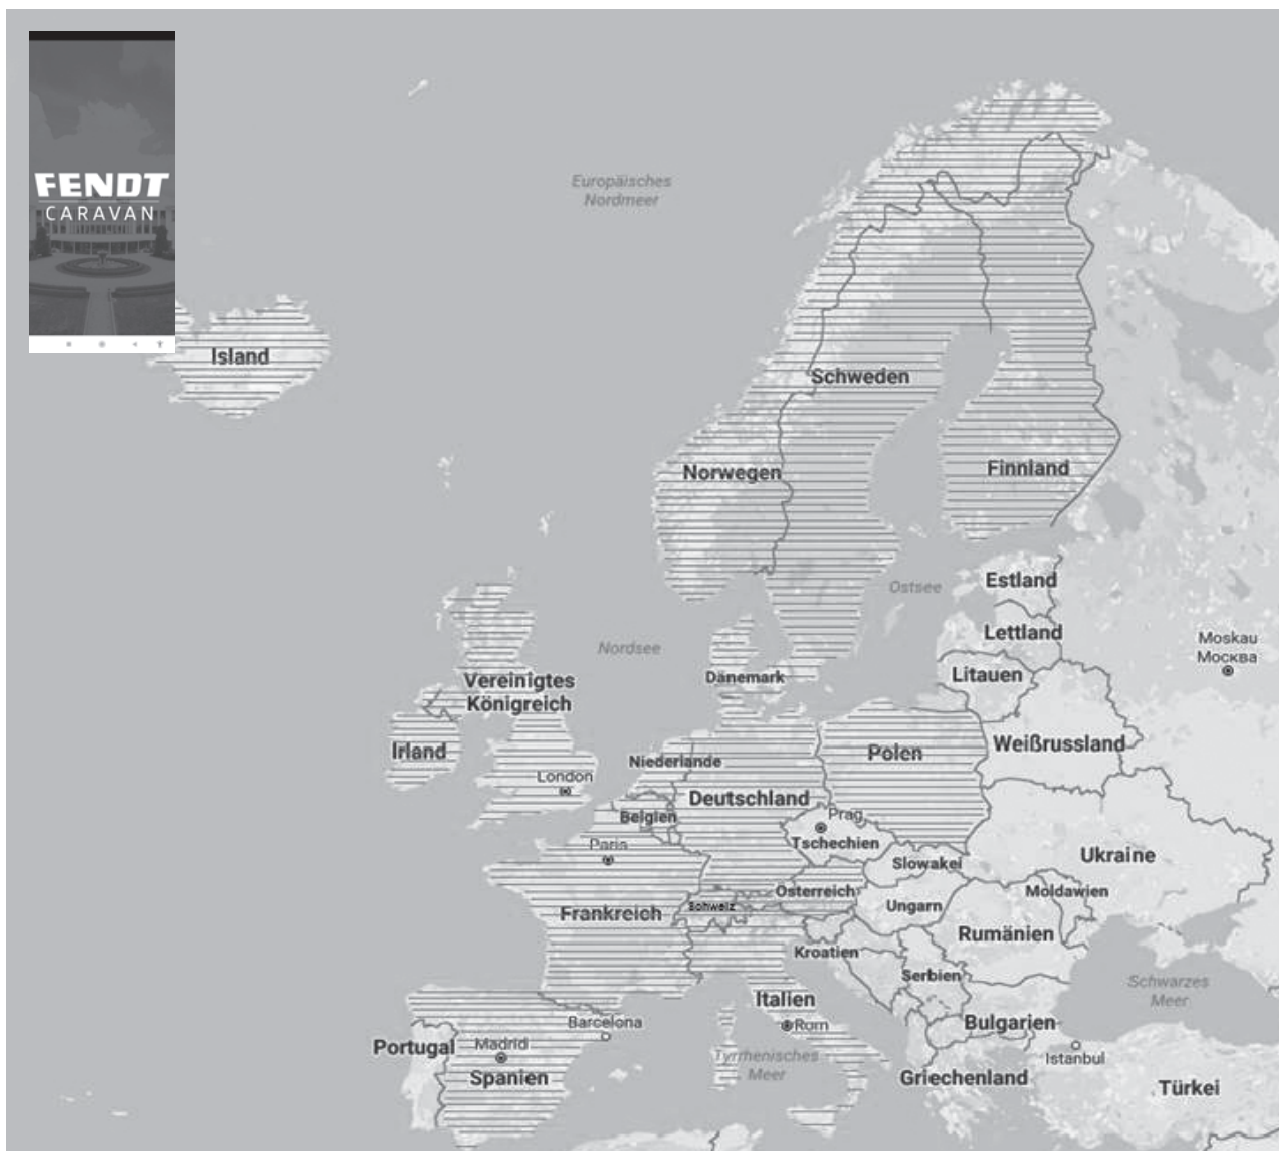 FENDT
CARAVAN
Europäisches
Nordmeer
Island
Schweden
Norwegen
Finnland
Estland
Ostsee
Lettland
Moskau
Москва
Nordsee
Litauen
Dänemark
Vereinigtes
Königreich
Irland
Weißrussland
Polen
Niederlande
London
Deutschland
Belgien
Prag
Tschechien
Paris
Ukraine
Slowakei
Österreich
Moldawien
Schweiz
Ungarn
Frankreich
Rumänien
Kroatien
Serbien
Schwarzes
Meer
Italien
Barcelona
Rom
Bulgarien
Portugal
Madrid
Istanbul
Tyrrhenisches
Meer
Spanien
Griechenland
Türkei